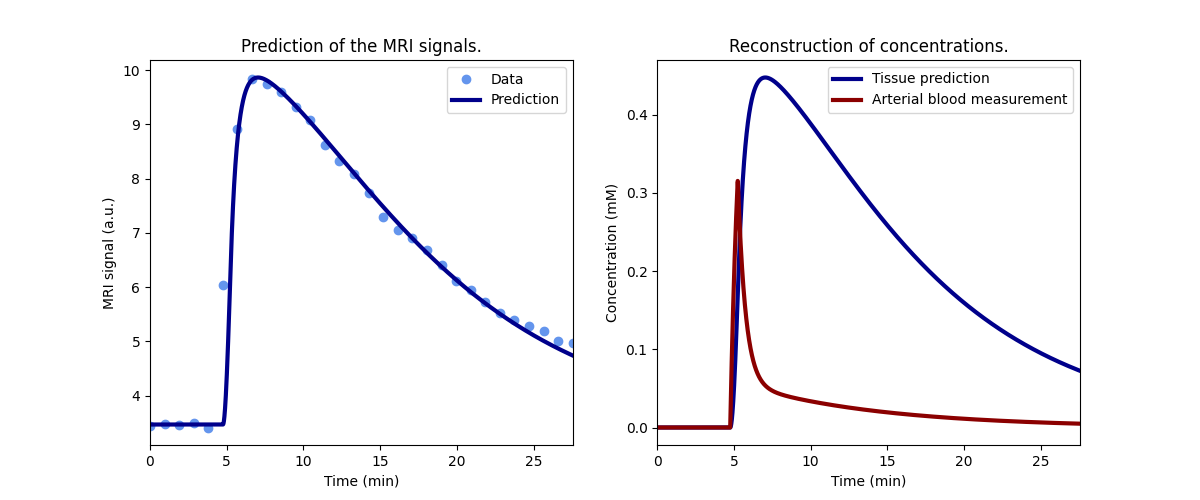 Prediction of the MRI signals.
Data
Prediction
10
9
8
7
6
5
4
MRI signal (a.u.)
0
5
10
15
20
25
Time (min)
Reconstruction of concentrations.
Tissue prediction
Arterial blood measurement
0.4
0.3
0.2
0.1
0.0
Concentration (mM)
0
5
10
15
20
25
Time (min)